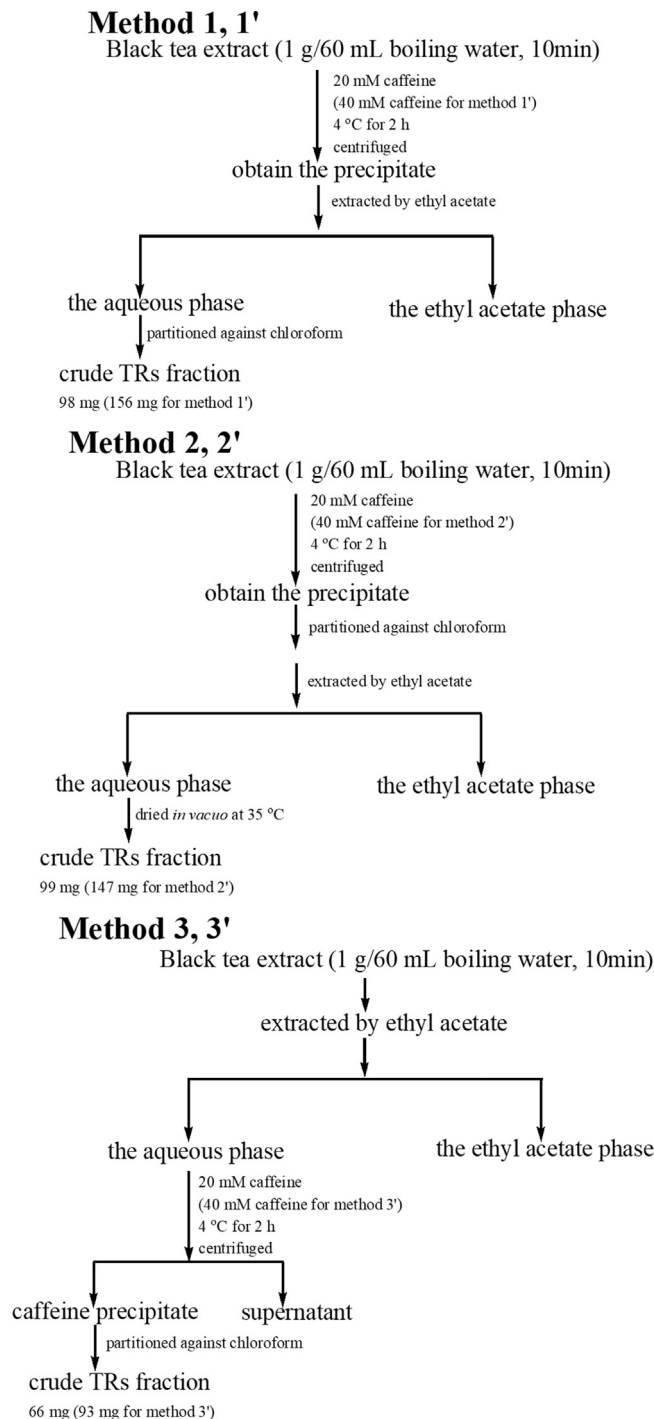 Method 1, 1'
Black tea extract (1 g/60 mL boiling water, 10min)
20 mM caffeine
(40 mM caffeine for method 1')
4 °C for 2 h
centrifuged
obtain the precipitate
extracted by ethyl acetate
the aqueous phase
the ethyl acetate phase
partitioned against chloroform
crude TRs fraction
98 mg (156 mg for method 1')
Method 2, 2'
Black tea extract (1 g/60 mL boiling water, 10min)
20 mM caffeine
(40 mM caffeine for method 2')
4 °C for 2 h
centrifuged
obtain the precipitate
partitioned against chloroform
extracted by ethyl acetate
the aqueous phase
the ethyl acetate phase
dried in vacuo at 35 °C
crude TRs fraction
99 mg (147 mg for method 2')
Method 3, 3'
Black tea extract (1 g/60 mL boiling water, 10min)
extracted by ethyl acetate
the aqueous phase
the ethyl acetate phase
20 mM caffeine
(40 mM caffeine for method 3')
4 °C for 2 h
centrifuged
caffeine precipitate
supernatant
partitioned against chloroform
crude TRs fraction
66 mg (93 mg for method 3')